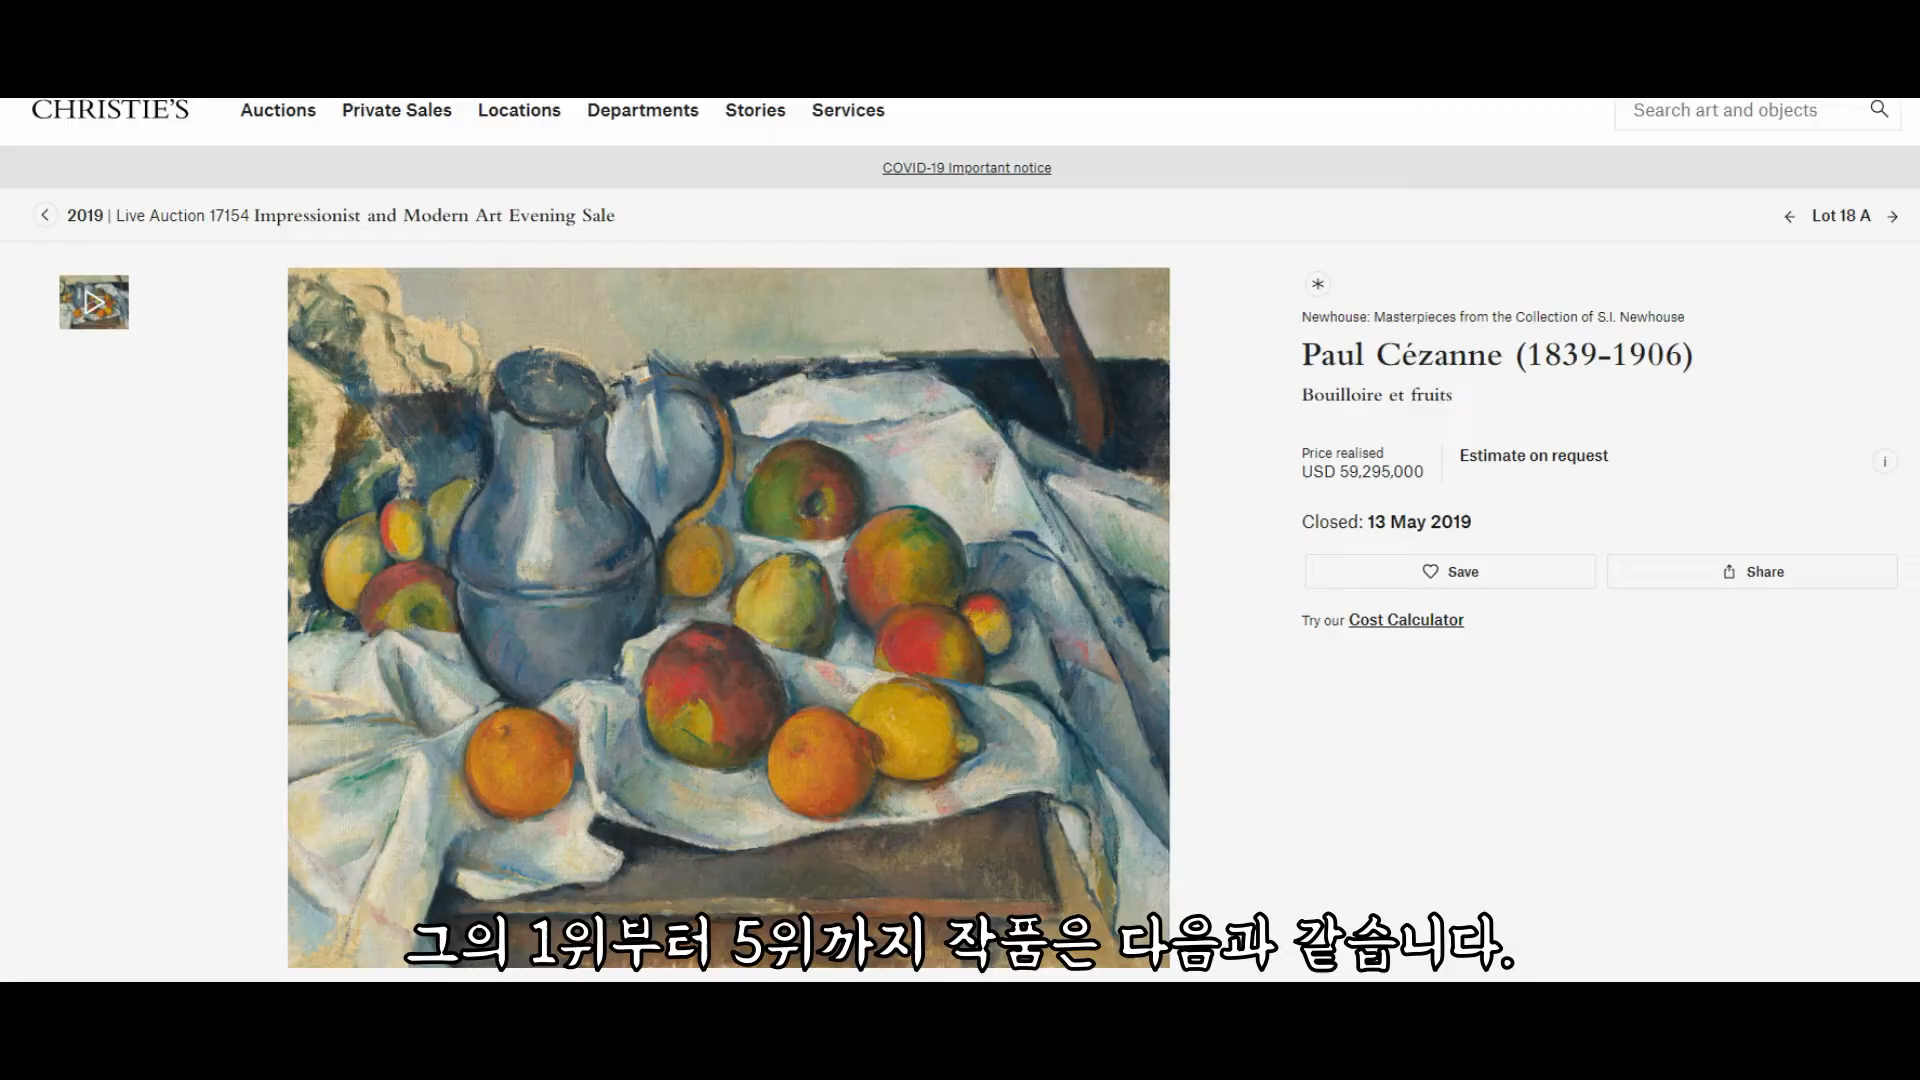 CHRISTIE'S
Auctions Private Sales Locations Departments Stories Services
Search art and objects
COVID-19 Important notice
2019 | Live Auction 17154 Impressionist and Modern Art Evening Sale
Lot 18 A
Newhouse: Masterpieces from the Collection of S.I. Newhouse
Paul Cézanne (1839-1906)
Bouilloire et fruits
Price realised
USD 59,295,000
Estimate on request
Closed: 13 May 2019
Save
Share
Try our Cost Calculator
그의 1위부터 5위까지 작품은 다음과 같습니다.